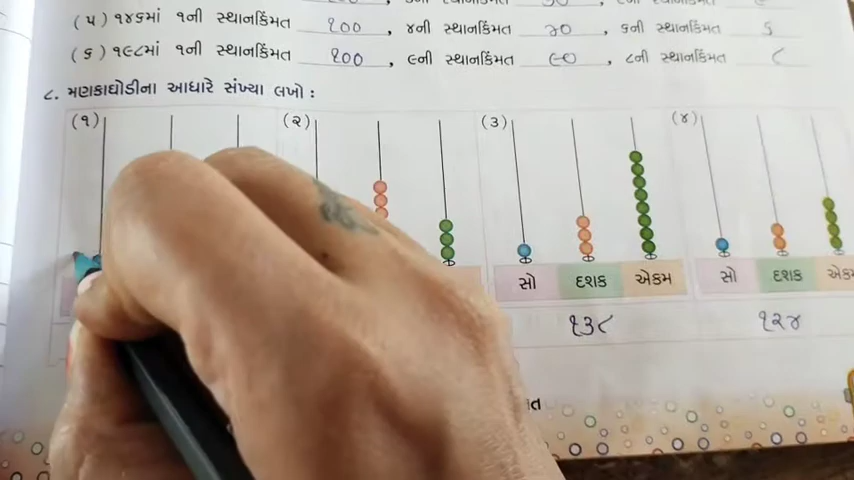 (૫) ૧૪૬માં ૧ની સ્થાનકિંમત ૧૦૦ , ૪ની સ્થાનકિંમત ૪૦ , ૬ની સ્થાનકિંમત ૬
(૬) ૧૯૮માં ૧ની સ્થાનકિંમત ૧૦૦ , ૯ની સ્થાનકિંમત ૯૦ , ૮ની સ્થાનકિંમત ૮
૮. મણકાઘોડીના આધારે સંખ્યા લખો :
(૧) (૨) (૩) (૪)
સો દશક એકમ સો દશક એકમ
૧૩૮ ૧૨૪